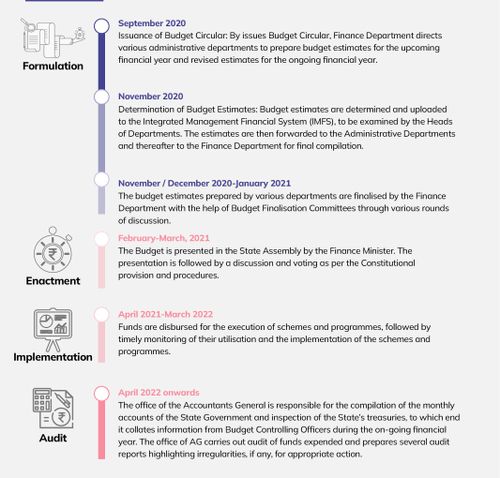 September 2020
Issuance of Budget Circular: By issues Budget Circular, Finance Department directs
various administrative departments to prepare budget estimates for the upcoming
financial year and revised estimates for the ongoing financial year.
Formulation
November 2020
Determination of Budget Estimates: Budget estimates are determined and uploaded
to the Integrated Management Financial System (IMFS), to be examined by the Heads
of Departments. The estimates are then forwarded to the Administrative Departments
and thereafter to the Finance Department for final compilation.
November / December 2020-January 2021
The budget estimates prepared by various departments are finalised by the Finance
Department with the help of Budget Finalisation Committees through various rounds
of discussion.
February-March, 2021
The Budget is presented in the State Assembly by the Finance Minister. The
presentation is followed by a discussion and voting as per the Constitutional
provision and procedures.
₹
Enactment
April 2021-March 2022
Funds are disbursed for the execution of schemes and programmes, followed by
timely monitoring of their utilisation and the implementation of the schemes and
programmes.
Implementation
April 2022 onwards
The office of the Accountants General is responsible for the compilation of the monthly
accounts of the State Government and inspection of the State's treasuries, to which end
it collates information from Budget Controlling Officers during the on-going financial
year. The office of AG carries out audit of funds expended and prepares several audit
reports highlighting irregularities, if any, for appropriate action.
₹
Audit